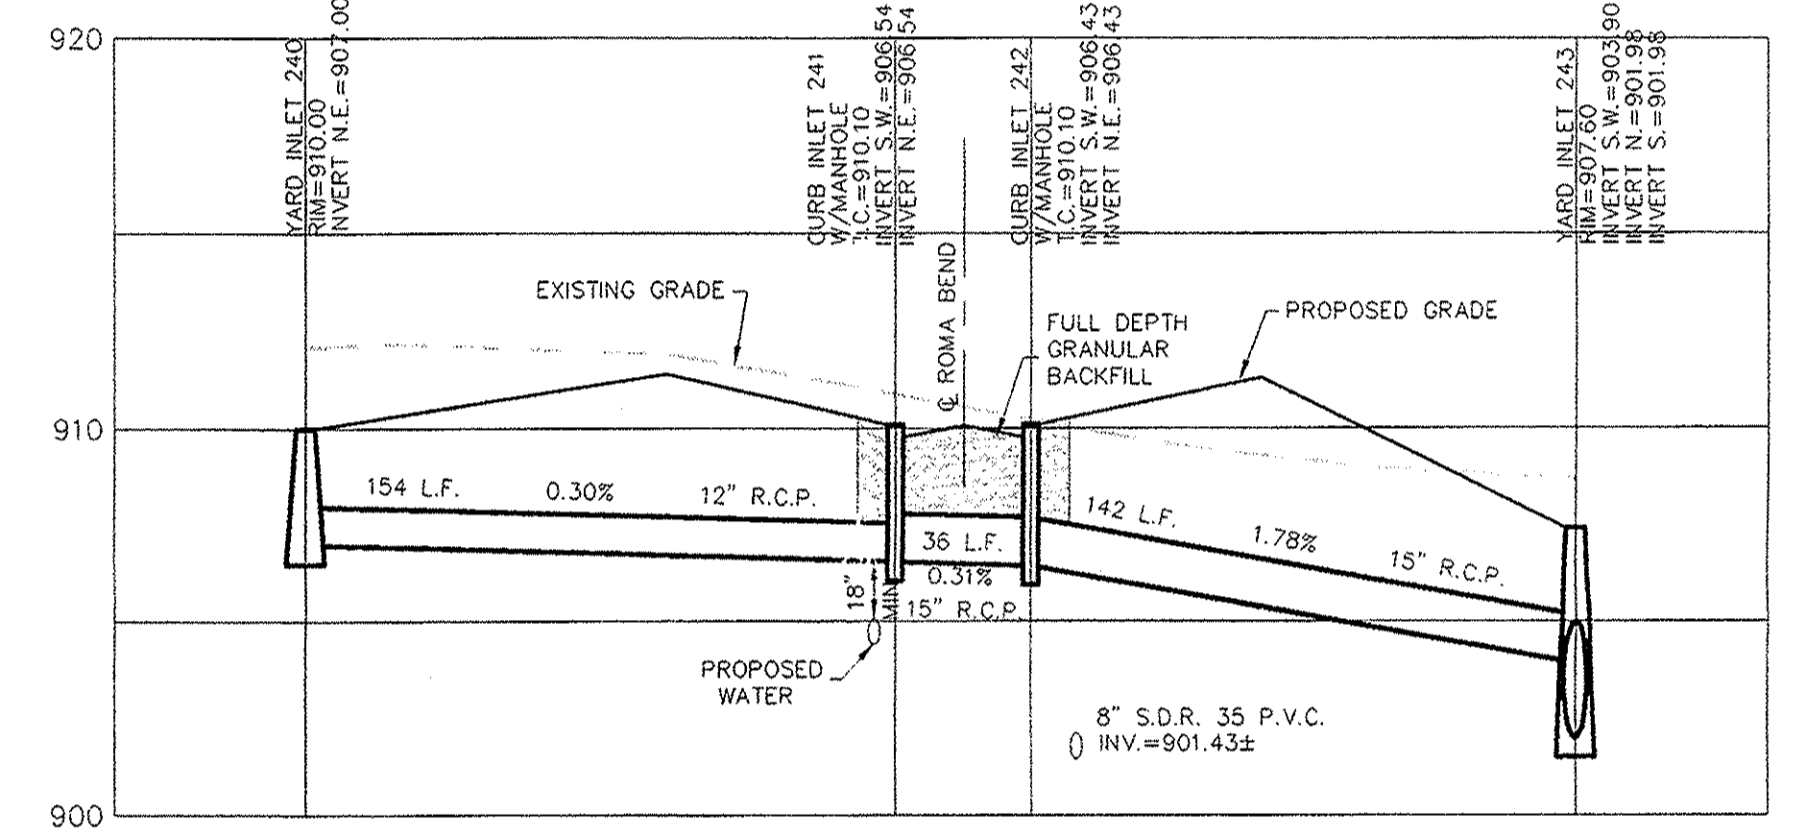 920
YARD INLET 240
RIM=910.00
INVERT N.E.=907.00
CURB INLET 241
W/MANHOLE
T.C.=910.10
INVERT S.W.=906.54
INVERT N.E.=906.54
℄ ROMA BEND
CURB INLET 242
W/MANHOLE
T.C.=910.10
INVERT S.W.=906.43
INVERT N.E.=906.43
YARD INLET 243
RIM=907.60
INVERT S.W.=903.90
INVERT N.=901.98
INVERT S.=901.98
EXISTING GRADE
FULL DEPTH
GRANULAR
BACKFILL
PROPOSED GRADE
910
154 L.F. 0.30% 12" R.C.P.
36 L.F.
0.31%
15" R.C.P.
142 L.F. 1.78% 15" R.C.P.
18"
MIN
PROPOSED
WATER
8" S.D.R. 35 P.V.C.
INV.=901.43±
900